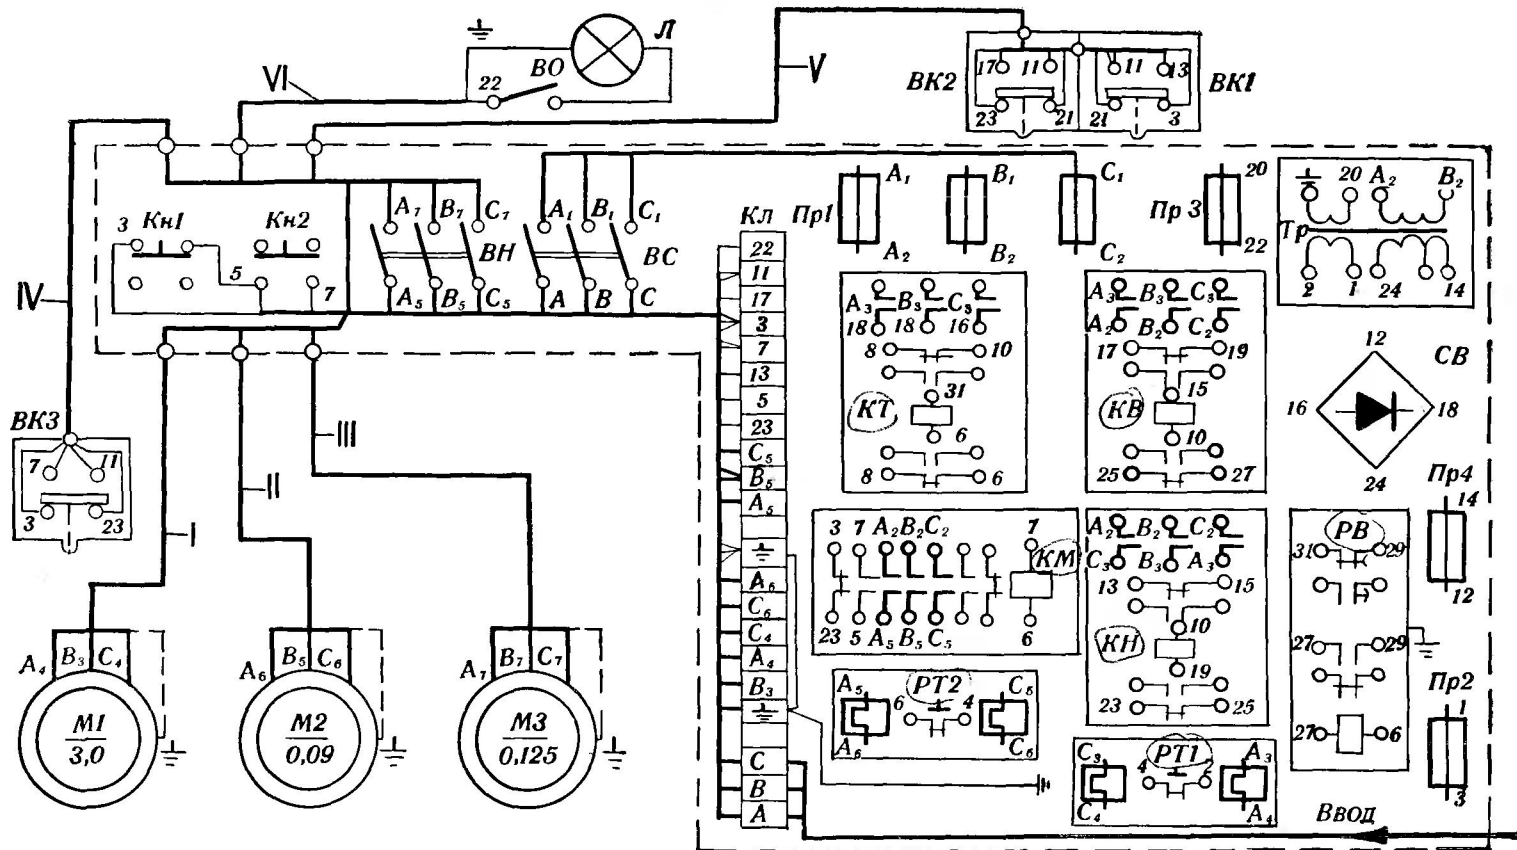 Л
VI
ВО
22
V
ВК2
17 11 11 13
ВК1
23 21 21 3
3 Кн1 Кн2
A₇ B₇ C₇ A₁ B₁ C₁
ВН ВС
5 7
A₅ B₅ C₅ A B C
IV
Кл
22
11
17
3
7
13
5
23
C₅
B₅
A₅
A₆
C₆
C₄
A₄
B₃
C
B
A
Пр1
A₁ B₁ C₁
A₂ B₂ C₂
Пр3
20
22
20 A₂ B₂
Тр
2 1 24 14
A₃ B₃ C₃
18 18 16
8 10
31
КТ
6
8 6
A₃ B₃ C₃
A₂ B₂ C₂
17 19
15
КВ
10
25 27
12
СВ
16 18
24
Пр4
14
12
3 7 A₂ B₂ C₂ 7
КМ
23 5 A₅ B₅ C₅ 6
A₂ B₂ C₂
C₃ B₃ A₃
13 15
10
КН
19
23 25
РВ
31 29
27 29
27 6
Пр2
1
3
A₅ РТ2 C₅
6 4
A₆ C₆
C₃ РТ1 A₃
4 2
C₄ A₄
Ввод
ВК3
7 11
3 23
I
II
III
A₄ B₃ C₄
М1
3,0
A₆ B₅ C₆
М2
0,09
A₇ B₇ C₇
М3
0,125